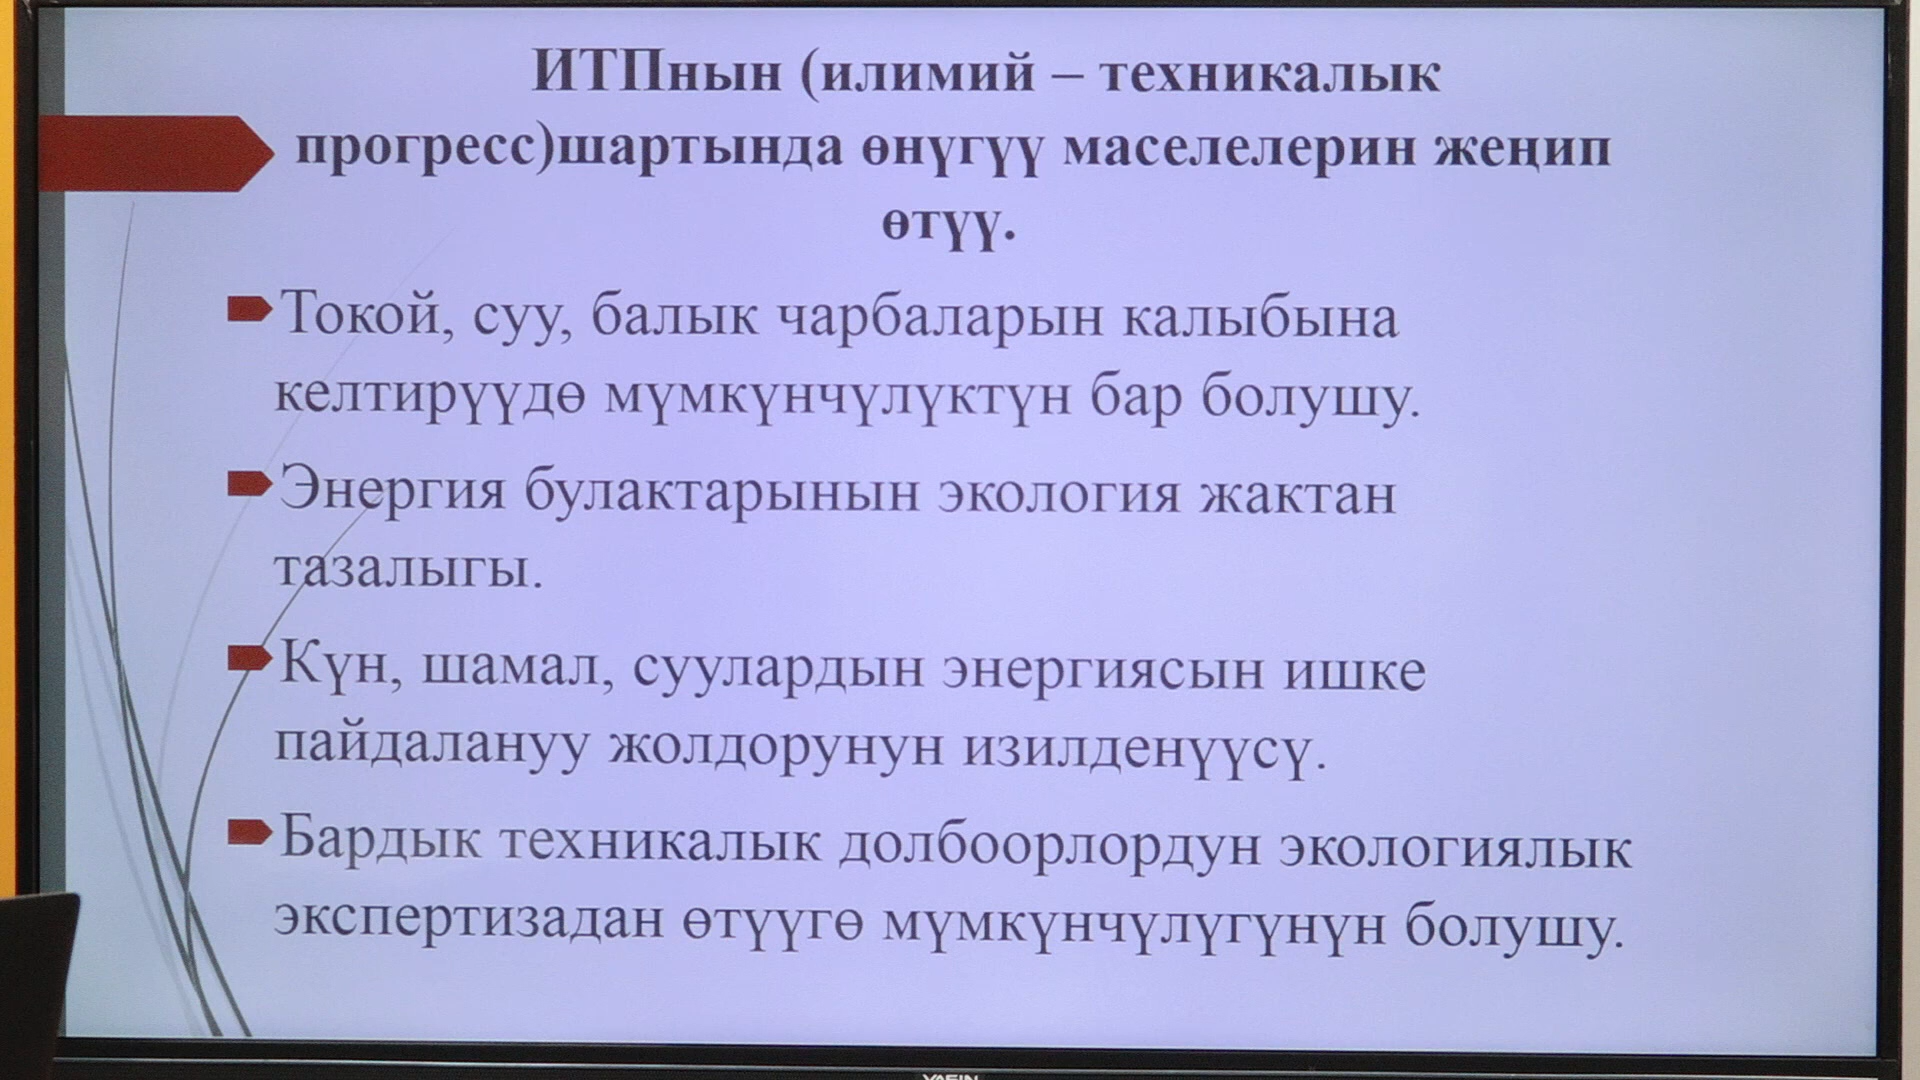 ИТПнын (илимий – техникалык
прогресс)шартында өнүгүү маселелерин жеңип
өтүү.
Токой, суу, балык чарбаларын калыбына
келтирүүдө мүмкүнчүлүктүн бар болушу.
Энергия булактарынын экология жактан
тазалыгы.
Күн, шамал, суулардын энергиясын ишке
пайдалануу жолдорунун изилденүүсү.
Бардык техникалык долбоорлордун экологиялык
экспертизадан өтүүгө мүмкүнчүлүгүнүн болушу.